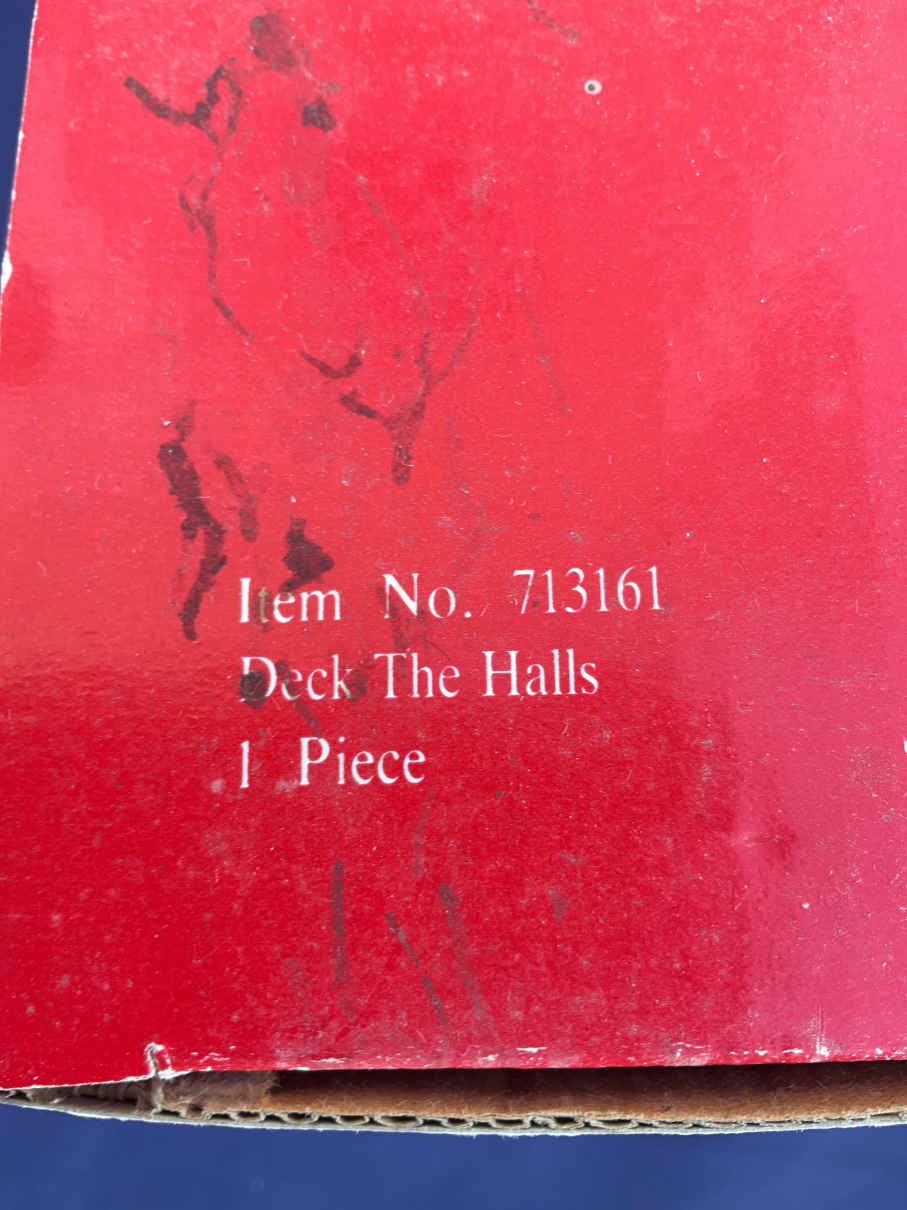 Item No. 713161
Deck The Halls
1 Piece